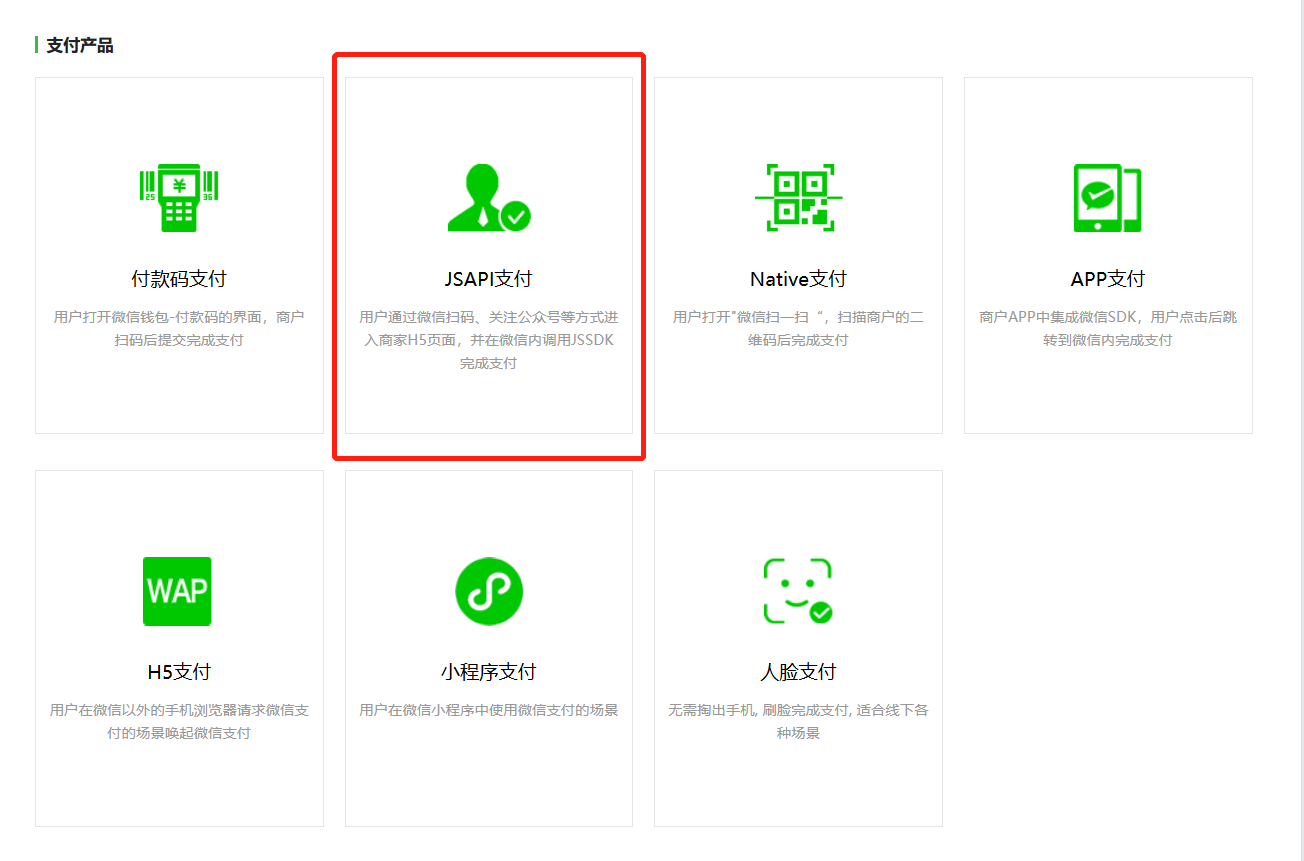 支付产品
¥
25
36
付款码支付
用户打开微信钱包-付款码的界面，商户
扫码后提交完成支付
JSAPI支付
用户通过微信扫码、关注公众号等方式进
入商家H5页面，并在微信内调用JSSDK
完成支付
Native支付
用户打开"微信扫一扫“，扫描商户的二
维码后完成支付
APP支付
商户APP中集成微信SDK，用户点击后跳
转到微信内完成支付
WAP
H5支付
用户在微信以外的手机浏览器请求微信支
付的场景唤起微信支付
小程序支付
用户在微信小程序中使用微信支付的场景
人脸支付
无需掏出手机, 刷脸完成支付, 适合线下各
种场景